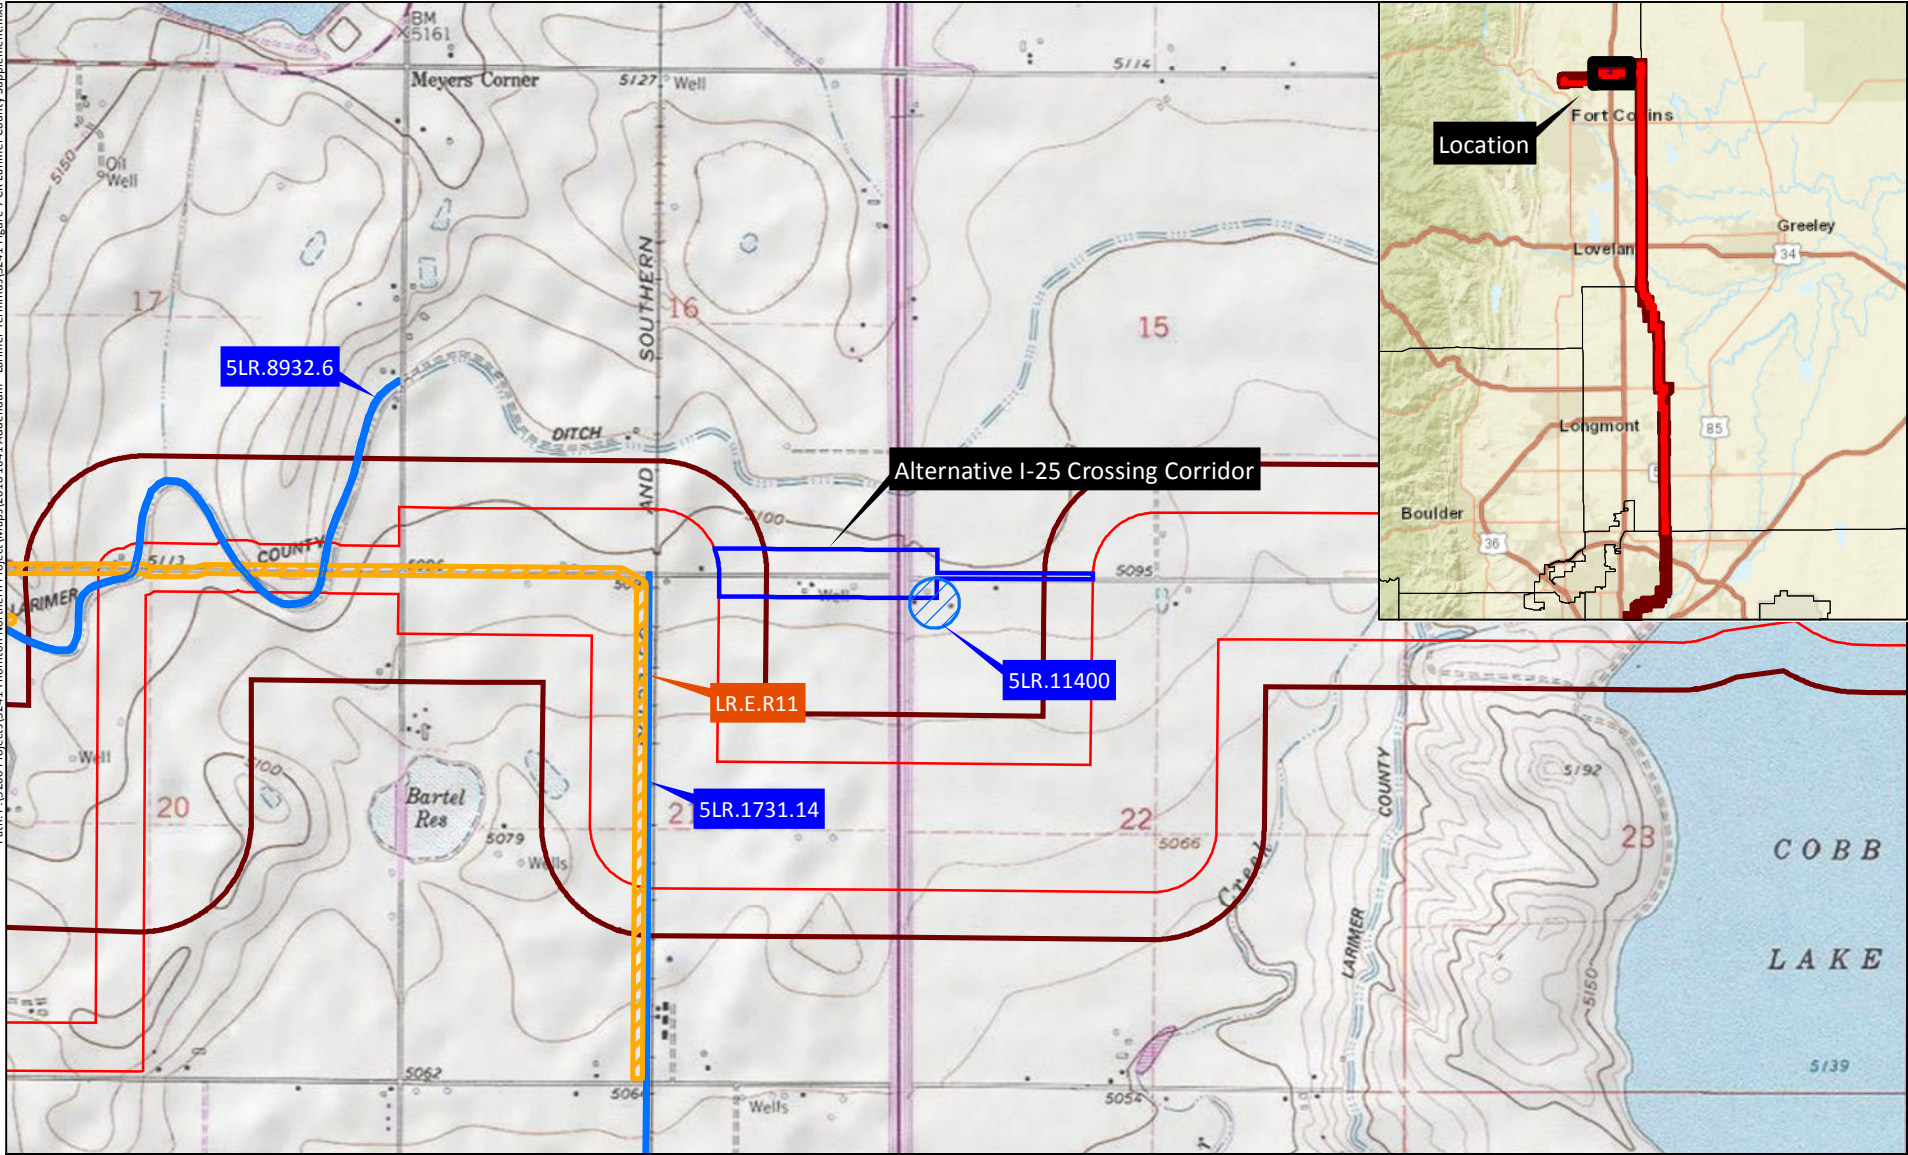 BM
5161
Meyers Corner
5127
Well
5114
5150
Oil
Well
17
16
15
SOUTHERN
AND
5LR.8932.6
DITCH
Alternative I-25 Crossing Corridor
5100
5113
COUNTY
LARIMER
5095
Well
5LR.11400
LR.E.R11
5LR.1731.14
Well
5100
20
Bartel
Res
5079
Wells
22
5066
Creek
COUNTY
LARIMER
5192
23
5150
COBB
LAKE
5139
5062
5064
Wells
5054
Location
Fort Collins
Greeley
34
Longmont
85
Boulder
36